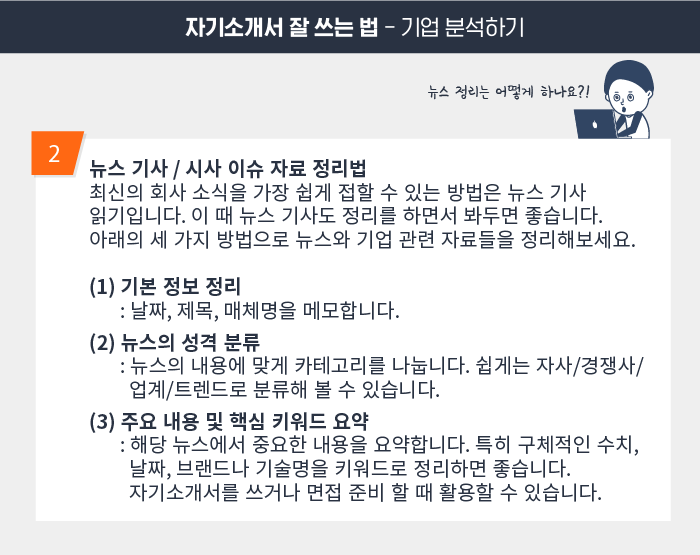 자기소개서 잘 쓰는 법 – 기업 분석하기
뉴스 정리는 어떻게 하나요?!
2
뉴스 기사 / 시사 이슈 자료 정리법
최신의 회사 소식을 가장 쉽게 접할 수 있는 방법은 뉴스 기사
읽기입니다. 이 때 뉴스 기사도 정리를 하면서 봐두면 좋습니다.
아래의 세 가지 방법으로 뉴스와 기업 관련 자료들을 정리해보세요.
(1) 기본 정보 정리
: 날짜, 제목, 매체명을 메모합니다.
(2) 뉴스의 성격 분류
: 뉴스의 내용에 맞게 카테고리를 나눕니다. 쉽게는 자사/경쟁사/
업계/트렌드로 분류해 볼 수 있습니다.
(3) 주요 내용 및 핵심 키워드 요약
: 해당 뉴스에서 중요한 내용을 요약합니다. 특히 구체적인 수치,
날짜, 브랜드나 기술명을 키워드로 정리하면 좋습니다.
자기소개서를 쓰거나 면접 준비 할 때 활용할 수 있습니다.